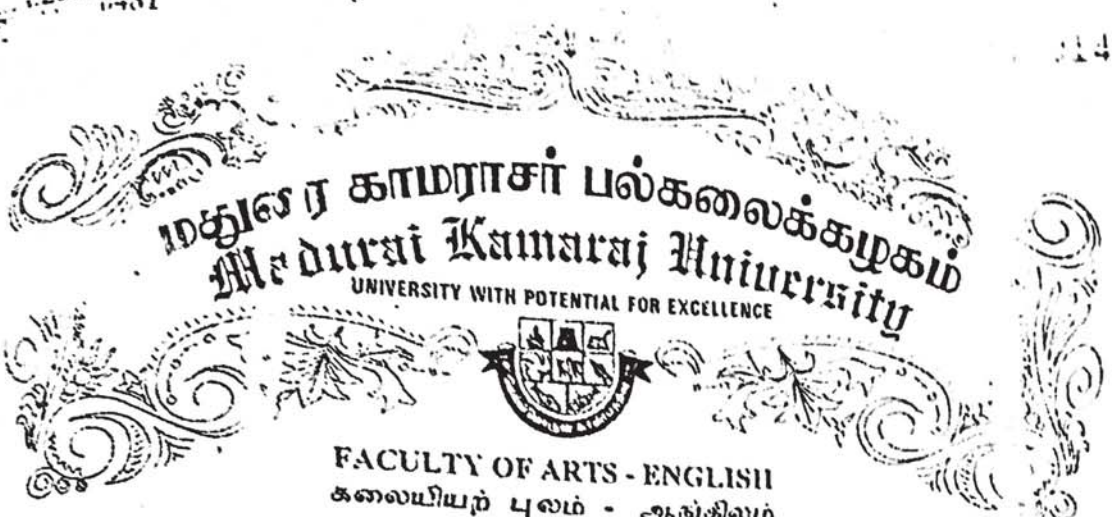 114
மதுரை காமராசர் பல்கலைக்கழகம்
Madurai Kamaraj University
UNIVERSITY WITH POTENTIAL FOR EXCELLENCE
FACULTY OF ARTS - ENGLISH
கலையியற் புலம் - ஆங்கிலம்